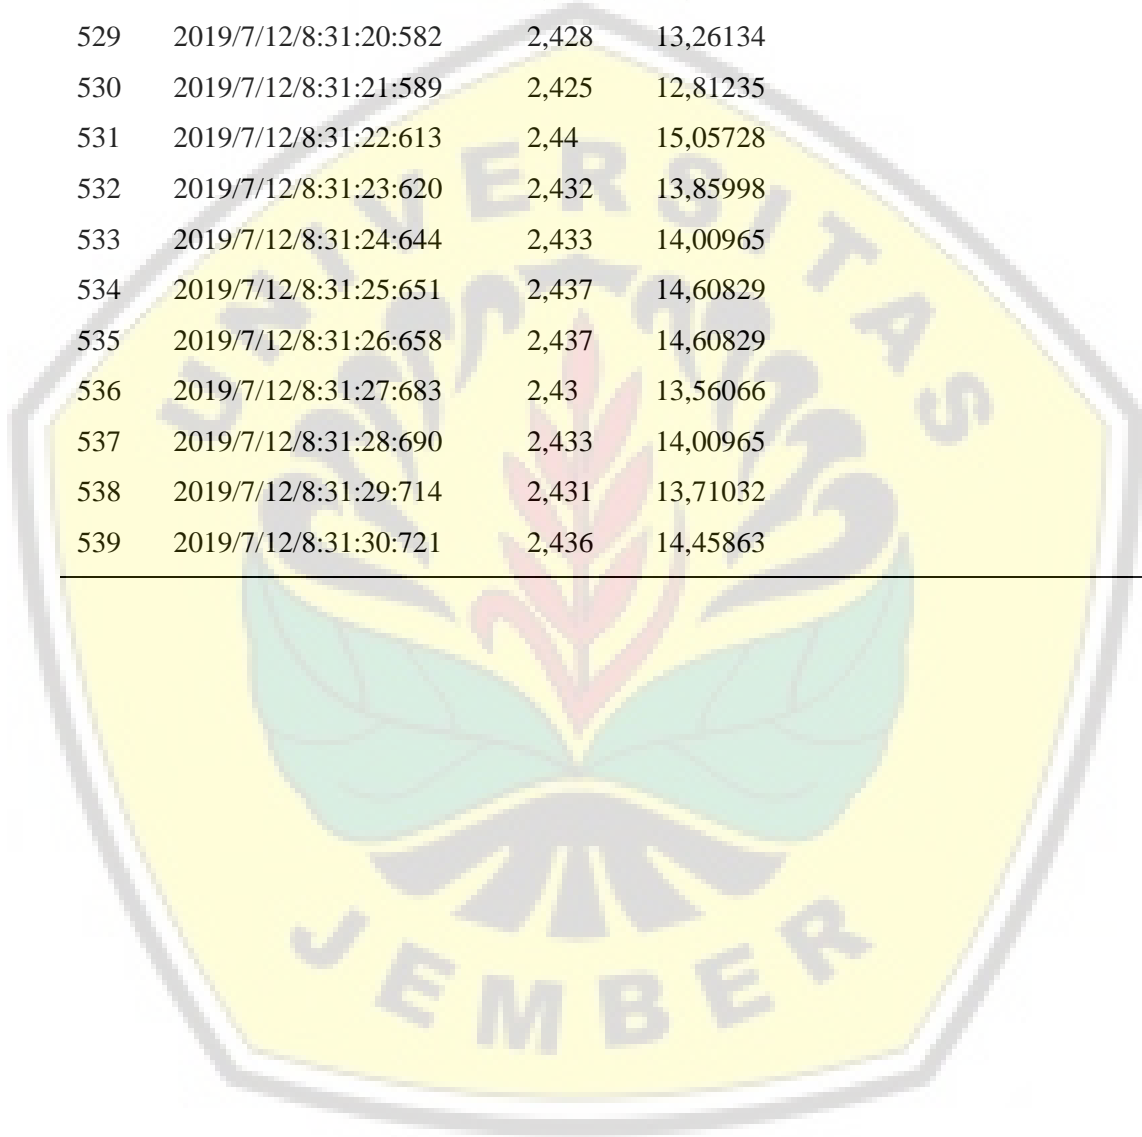 529 2019/7/12/8:31:20:582 2,428 13,26134
530 2019/7/12/8:31:21:589 2,425 12,81235
531 2019/7/12/8:31:22:613 2,44 15,05728
532 2019/7/12/8:31:23:620 2,432 13,85998
533 2019/7/12/8:31:24:644 2,433 14,00965
534 2019/7/12/8:31:25:651 2,437 14,60829
535 2019/7/12/8:31:26:658 2,437 14,60829
536 2019/7/12/8:31:27:683 2,43 13,56066
537 2019/7/12/8:31:28:690 2,433 14,00965
538 2019/7/12/8:31:29:714 2,431 13,71032
539 2019/7/12/8:31:30:721 2,436 14,45863
UNIVERSITAS
JEMBER